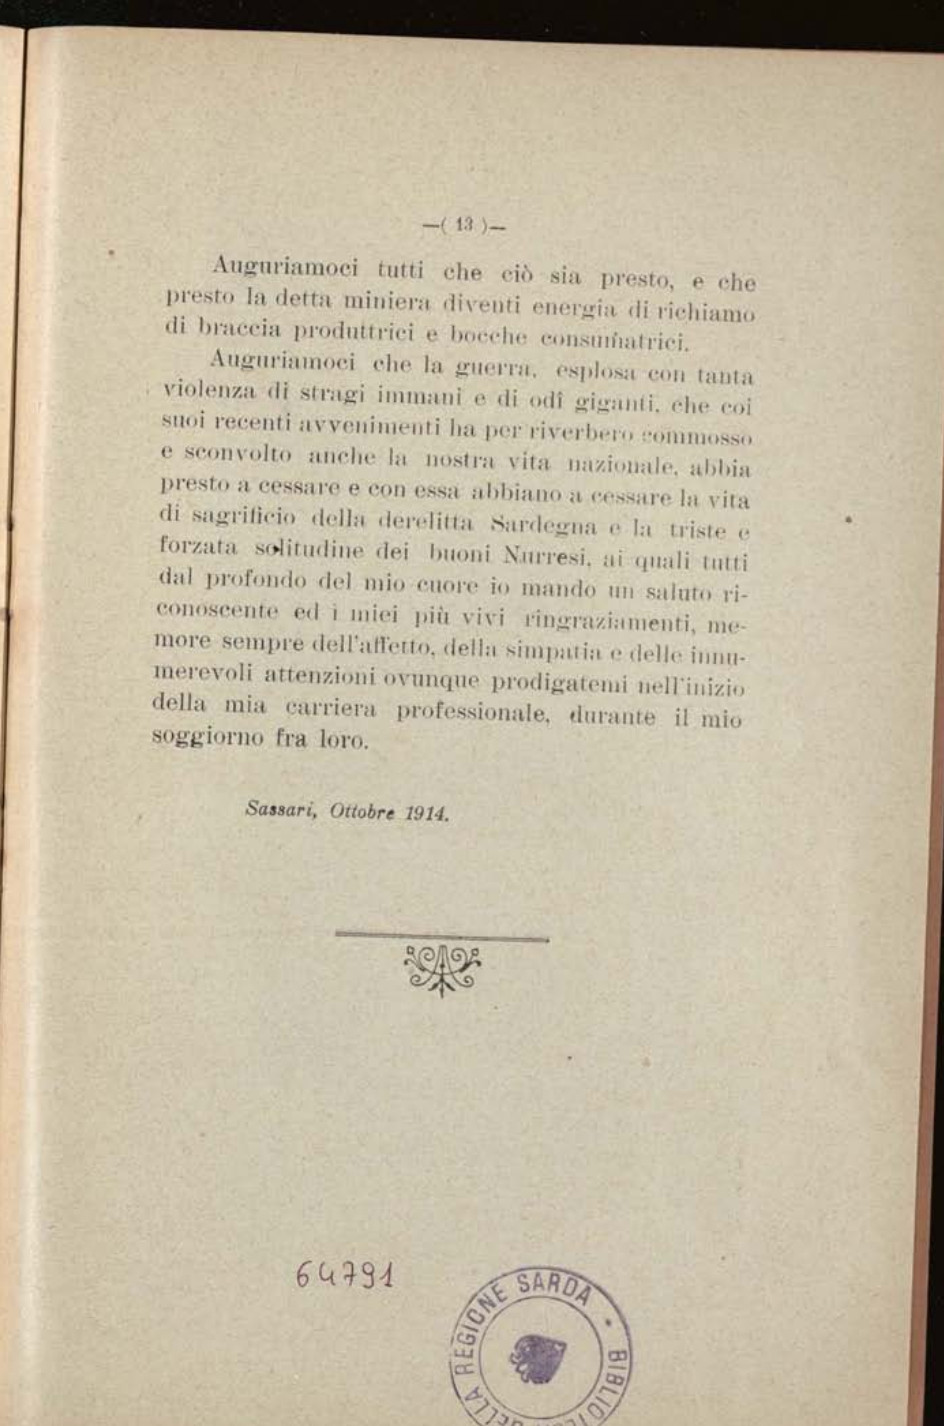 —( 13 )—
Auguriamoci tutti che ciò sia presto, e che
presto la detta miniera diventi energia di richiamo
di braccia produttrici e bocche consumatrici.
Auguriamoci che la guerra, esplosa con tanta
violenza di stragi immani e di odî giganti, che coi
suoi recenti avvenimenti ha per riverbero commosso
e sconvolto anche la nostra vita nazionale, abbia
presto a cessare e con essa abbiano a cessare la vita
di sagrificio della derelitta Sardegna e la triste e
forzata solitudine dei buoni Nurresi, ai quali tutti
dal profondo del mio cuore io mando un saluto ri-
conoscente ed i miei più vivi ringraziamenti, me-
more sempre dell'affetto, della simpatia e delle innu-
merevoli attenzioni ovunque prodigatemi nell'inizio
della mia carriera professionale, durante il mio
soggiorno fra loro.
Sassari, Ottobre 1914.
64791
DELLA REGIONE SARDA •